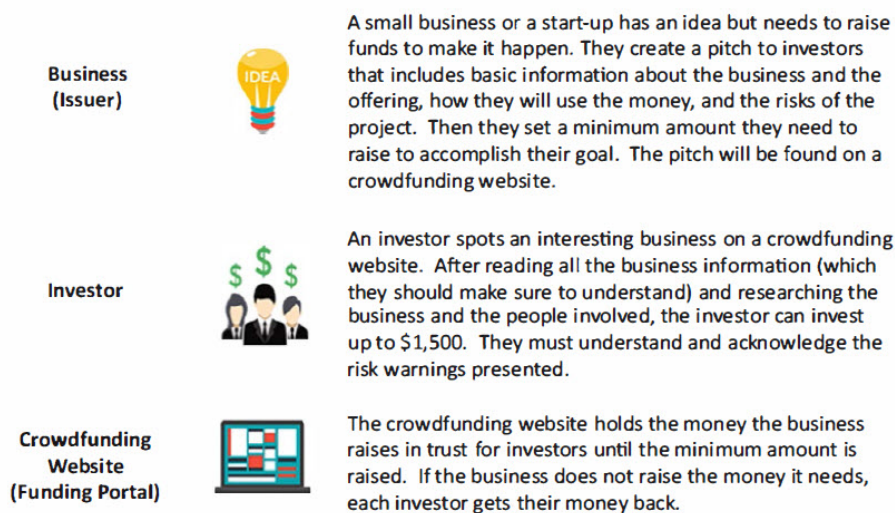 Business
(Issuer)
IDEA
A small business or a start-up has an idea but needs to raise
funds to make it happen. They create a pitch to investors
that includes basic information about the business and the
offering, how they will use the money, and the risks of the
project. Then they set a minimum amount they need to
raise to accomplish their goal. The pitch will be found on a
crowdfunding website.
Investor
$ $ $
An investor spots an interesting business on a crowdfunding
website. After reading all the business information (which
they should make sure to understand) and researching the
business and the people involved, the investor can invest
up to $1,500. They must understand and acknowledge the
risk warnings presented.
Crowdfunding
Website
(Funding Portal)
The crowdfunding website holds the money the business
raises in trust for investors until the minimum amount is
raised. If the business does not raise the money it needs,
each investor gets their money back.